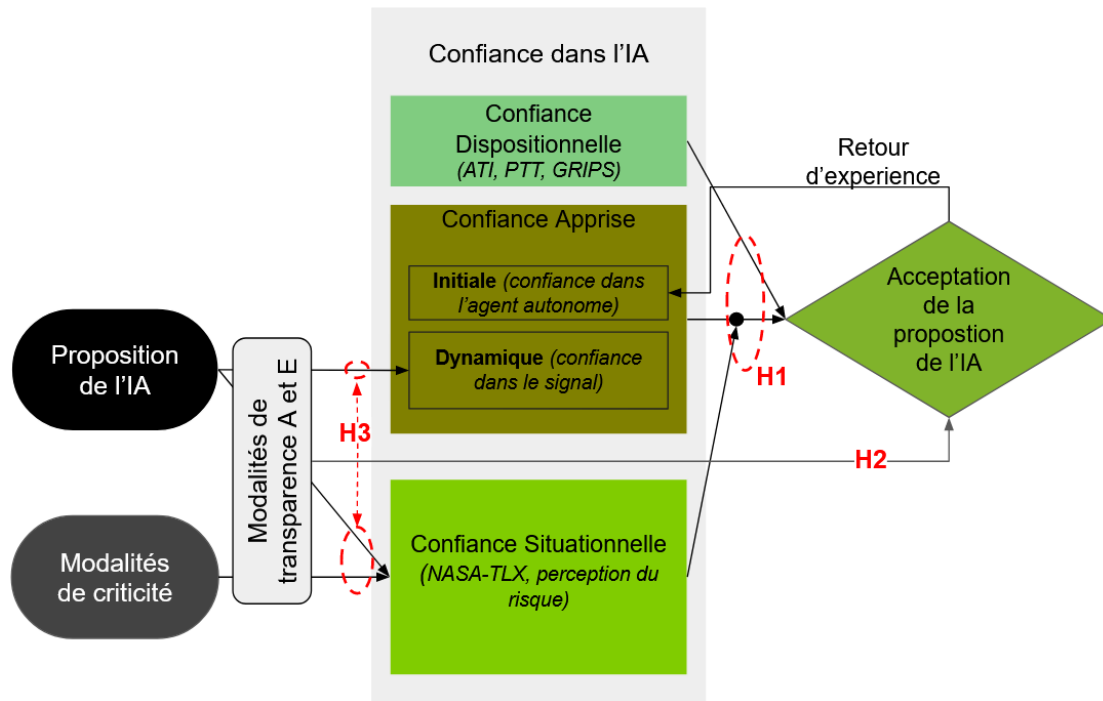 Confiance dans l'IA
Confiance
Dispositionnelle
(ATI, PTT, GRIPS)
Retour
d'experience
Confiance Apprise
Initiale (confiance dans
l'agent autonome)
Dynamique (confiance
dans le signal)
Acceptation
de la
propostion
de l'IA
Proposition
de l'IA
Modalités de
transparence A et E
H1
H3
H2
Modalités
de criticité
Confiance Situationnelle
(NASA-TLX, perception du
risque)